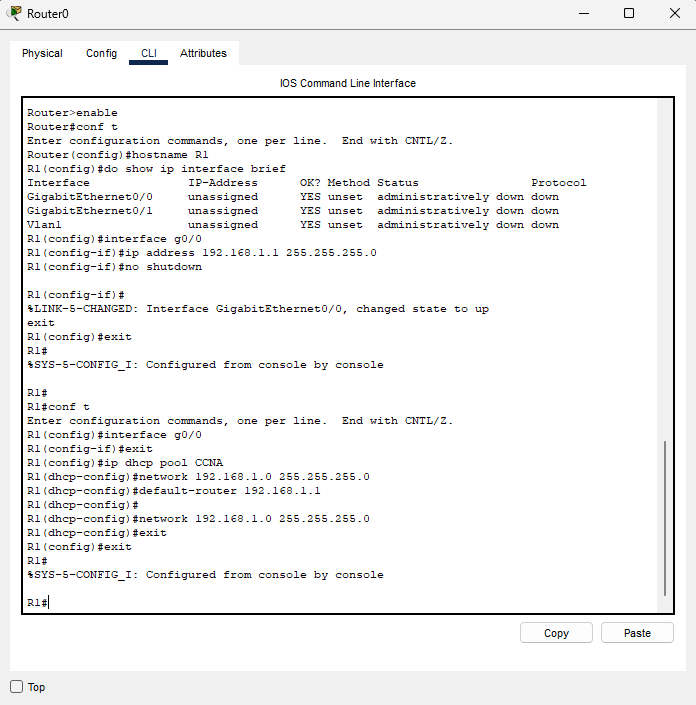 Router0
Physical Config CLI Attributes
IOS Command Line Interface
Router>enable
Router#conf t
Enter configuration commands, one per line.  End with CNTL/Z.
Router(config)#hostname R1
R1(config)#do show ip interface brief
Interface              IP-Address      OK? Method Status                Protocol
GigabitEthernet0/0     unassigned      YES unset  administratively down down
GigabitEthernet0/1     unassigned      YES unset  administratively down down
Vlan1                  unassigned      YES unset  administratively down down
R1(config)#interface g0/0
R1(config-if)#ip address 192.168.1.1 255.255.255.0
R1(config-if)#no shutdown

R1(config-if)#
%LINK-5-CHANGED: Interface GigabitEthernet0/0, changed state to up
exit
R1(config)#exit
R1#
%SYS-5-CONFIG_I: Configured from console by console

R1#
R1#conf t
Enter configuration commands, one per line.  End with CNTL/Z.
R1(config)#interface g0/0
R1(config-if)#exit
R1(config)#ip dhcp pool CCNA
R1(dhcp-config)#network 192.168.1.0 255.255.255.0
R1(dhcp-config)#default-router 192.168.1.1
R1(dhcp-config)#
R1(dhcp-config)#network 192.168.1.0 255.255.255.0
R1(dhcp-config)#exit
R1(config)#exit
R1#
%SYS-5-CONFIG_I: Configured from console by console

R1#
Copy Paste
Top